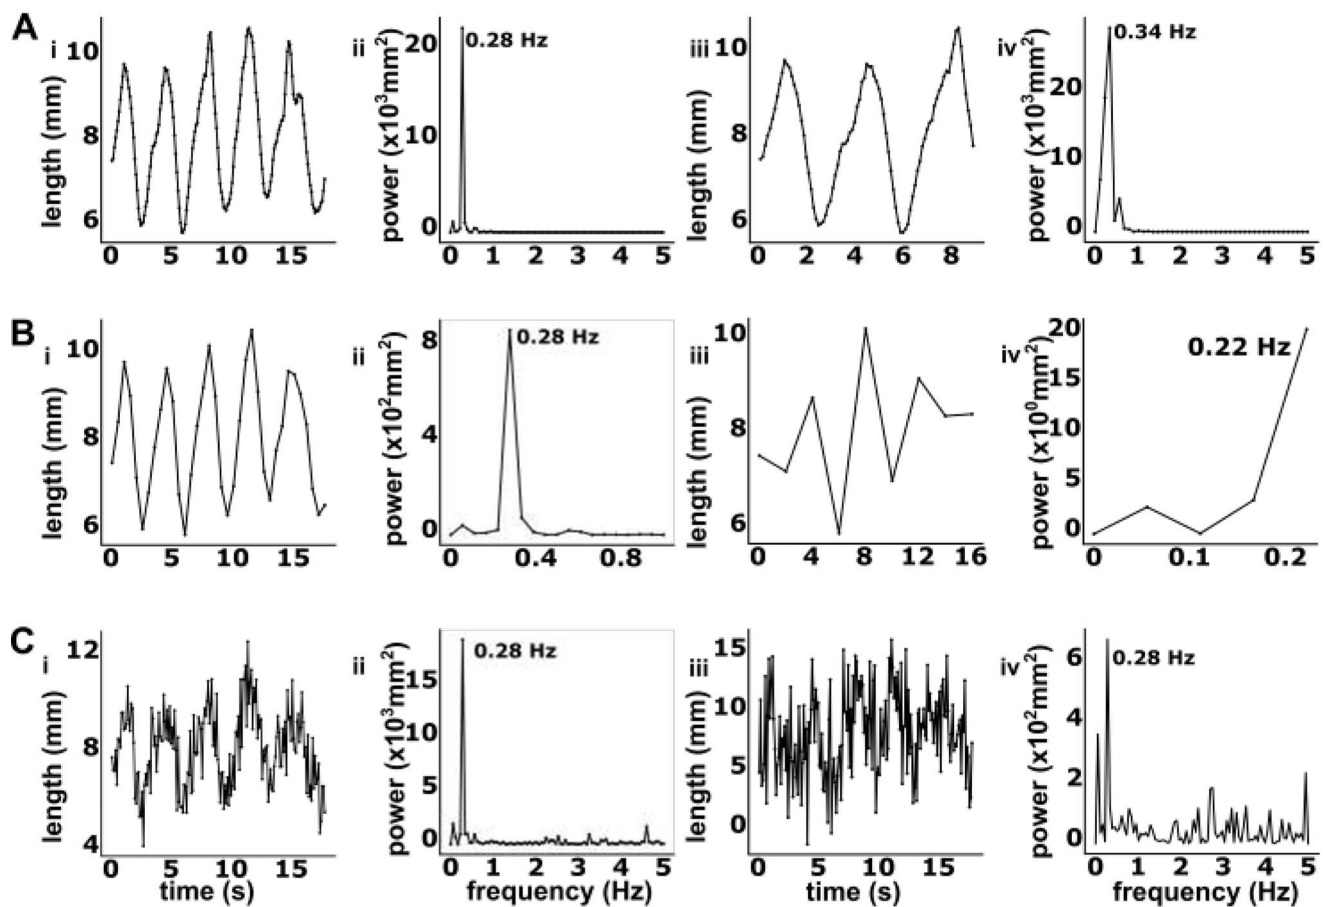 A
i
length (mm)
10
8
6
0 5 10 15
ii
power (x10³mm²)
20
10
0
0.28 Hz
0 1 2 3 4 5
iii
length (mm)
10
8
6
0 2 4 6 8
iv
power (x10³mm²)
20
10
0
0.34 Hz
0 1 2 3 4 5
B
i
length (mm)
10
8
6
0 5 10 15
ii
power (x10²mm²)
8
4
0
0.28 Hz
0 0.4 0.8
iii
length (mm)
10
8
6
0 4 8 12 16
iv
power (x10⁰mm²)
20
15
10
5
0
0.22 Hz
0 0.1 0.2
C
i
length (mm)
12
8
4
0 5 10 15
time (s)
ii
power (x10³mm²)
15
10
5
0
0.28 Hz
0 1 2 3 4 5
frequency (Hz)
iii
length (mm)
15
10
5
0
0 5 10 15
time (s)
iv
power (x10²mm²)
6
4
2
0
0.28 Hz
0 1 2 3 4 5
frequency (Hz)